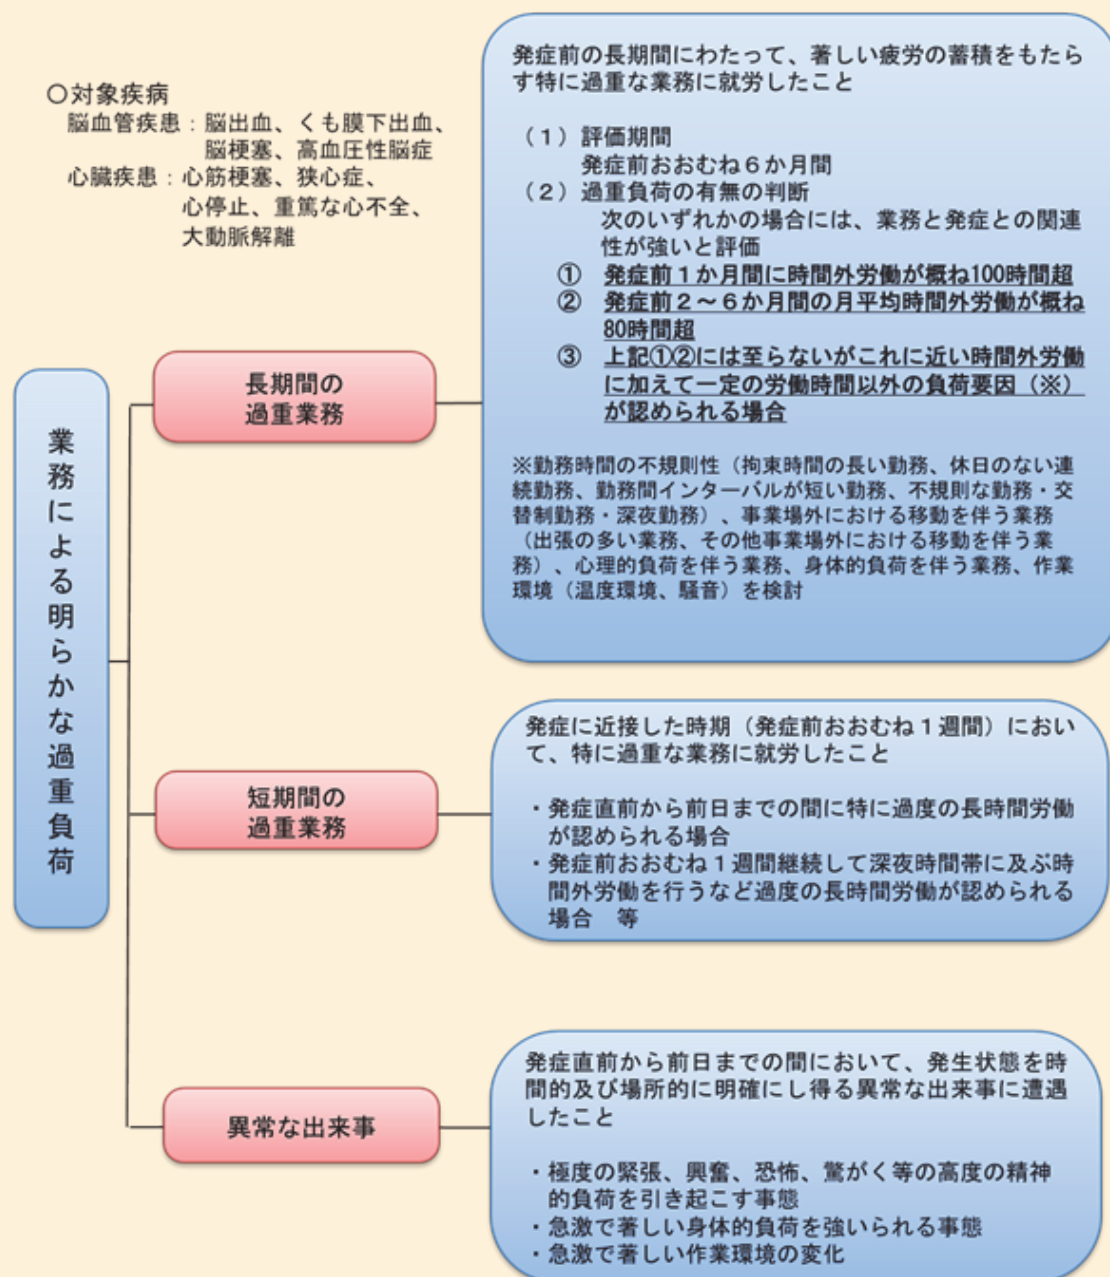 ○対象疾病
脳血管疾患：脳出血、くも膜下出血、
脳梗塞、高血圧性脳症
心臓疾患：心筋梗塞、狭心症、
心停止、重篤な心不全、
大動脈解離
業務による明らかな過重負荷
長期間の
過重業務
発症前の長期間にわたって、著しい疲労の蓄積をもたら
す特に過重な業務に就労したこと
（１）評価期間
発症前おおむね６か月間
（２）過重負荷の有無の判断
次のいずれかの場合には、業務と発症との関連
性が強いと評価
① 発症前１か月間に時間外労働が概ね100時間超
② 発症前２～６か月間の月平均時間外労働が概ね
80時間超
③ 上記①②には至らないがこれに近い時間外労働
に加えて一定の労働時間以外の負荷要因（※）
が認められる場合
※勤務時間の不規則性（拘束時間の長い勤務、休日のない連
続勤務、勤務間インターバルが短い勤務、不規則な勤務・交
替制勤務・深夜勤務）、事業場外における移動を伴う業務
（出張の多い業務、その他事業場外における移動を伴う業
務）、心理的負荷を伴う業務、身体的負荷を伴う業務、作業
環境（温度環境、騒音）を検討
短期間の
過重業務
発症に近接した時期（発症前おおむね１週間）におい
て、特に過重な業務に就労したこと
・発症直前から前日までの間に特に過度の長時間労働
が認められる場合
・発症前おおむね１週間継続して深夜時間帯に及ぶ時
間外労働を行うなど過度の長時間労働が認められる
場合　等
異常な出来事
発症直前から前日までの間において、発生状態を時
間的及び場所的に明確にし得る異常な出来事に遭遇
したこと
・極度の緊張、興奮、恐怖、驚がく等の高度の精神
的負荷を引き起こす事態
・急激で著しい身体的負荷を強いられる事態
・急激で著しい作業環境の変化